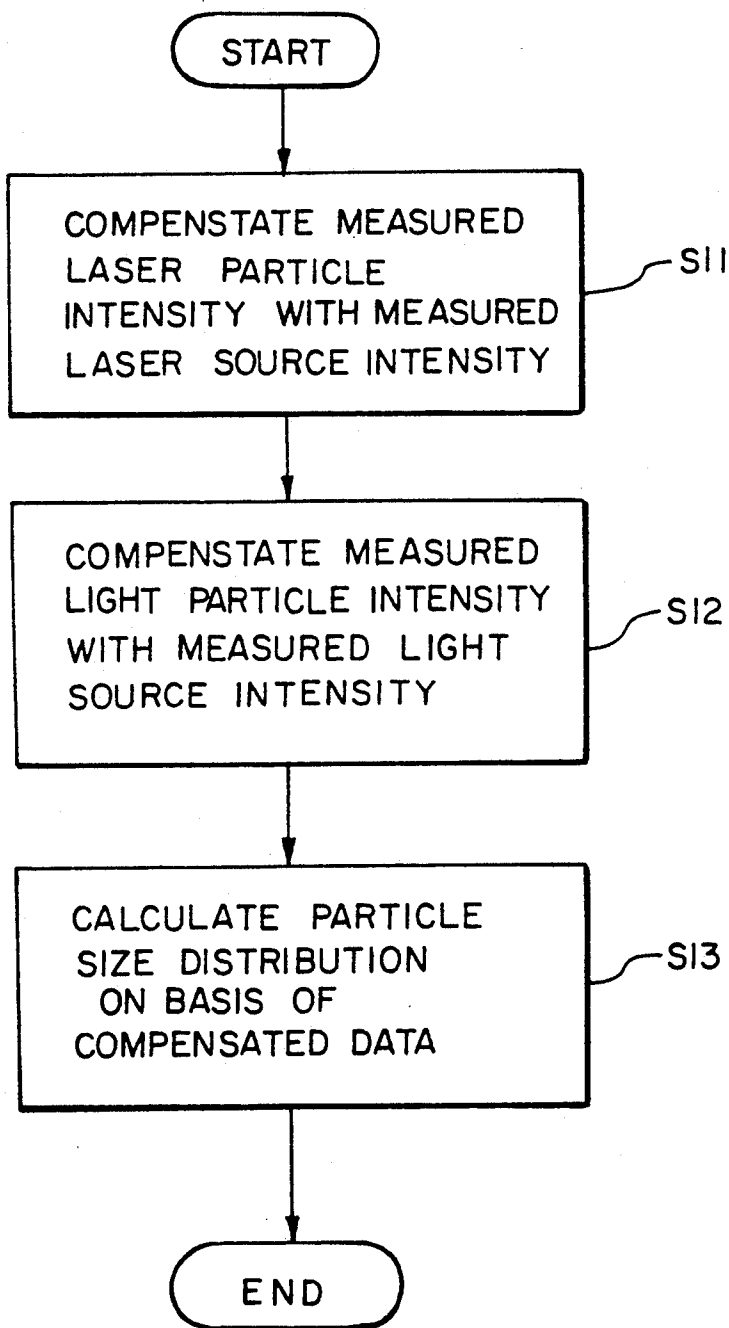 START
COMPENSTATE MEASURED
LASER PARTICLE
INTENSITY WITH MEASURED
LASER SOURCE INTENSITY
S11
COMPENSTATE MEASURED
LIGHT PARTICLE INTENSITY
WITH MEASURED LIGHT
SOURCE INTENSITY
S12
CALCULATE PARTICLE
SIZE DISTRIBUTION
ON BASIS OF
COMPENSATED DATA
S13
END